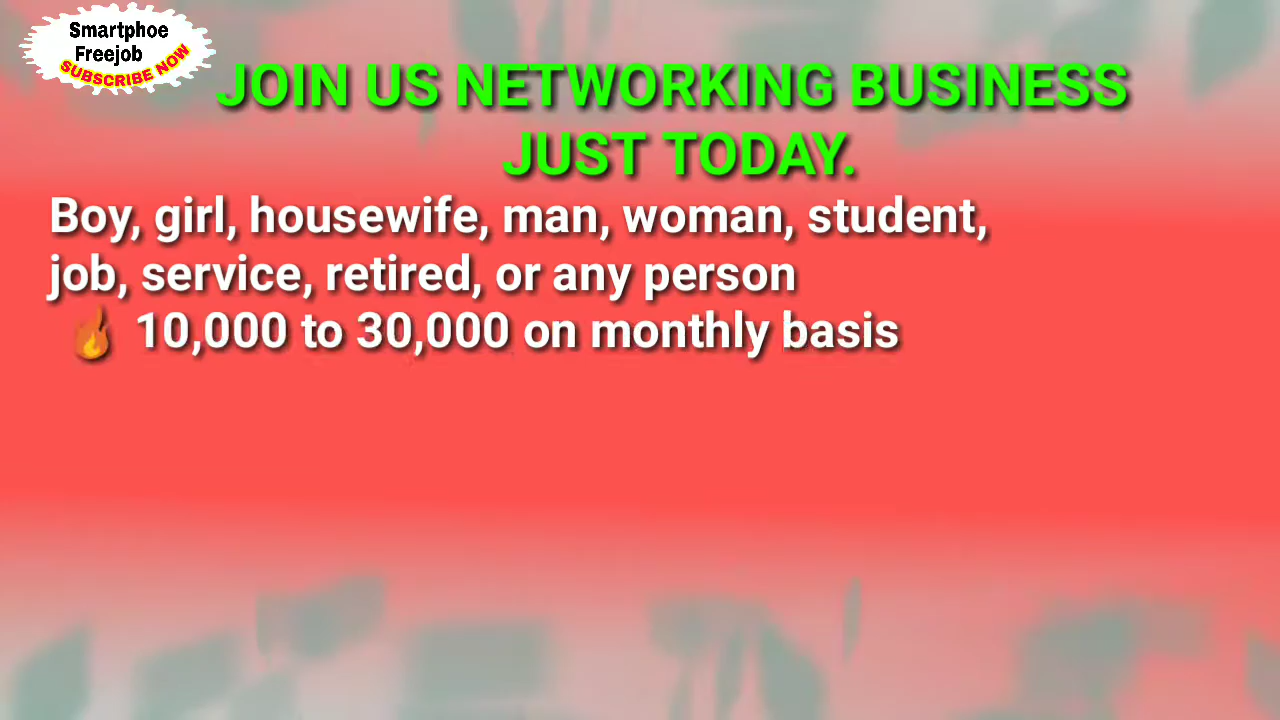 Smartphoe
Freejob
SUBSCRIBE NOW
JOIN US NETWORKING BUSINESS
JUST TODAY.
Boy, girl, housewife, man, woman, student,
job, service, retired, or any person
🔥 10,000 to 30,000 on monthly basis